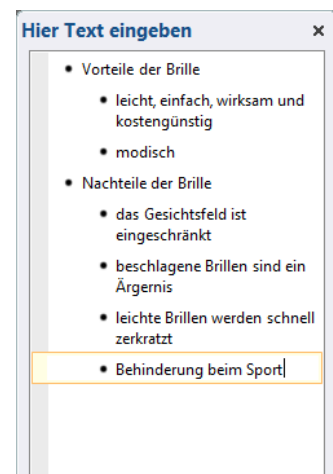 Hier Text eingeben ×
• Vorteile der Brille
• leicht, einfach, wirksam und
kostengünstig
• modisch
• Nachteile der Brille
• das Gesichtsfeld ist
eingeschränkt
• beschlagene Brillen sind ein
Ärgernis
• leichte Brillen werden schnell
zerkratzt
• Behinderung beim Sport